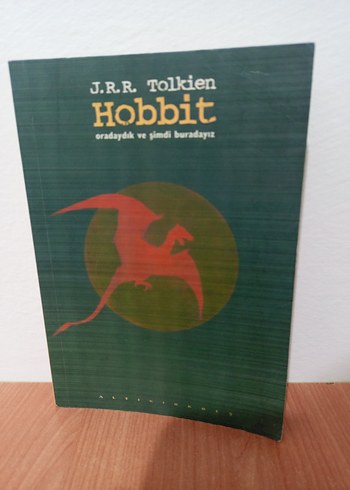 J.R.R. Tolkien
Hobbit
oradaydık ve şimdi buradayız